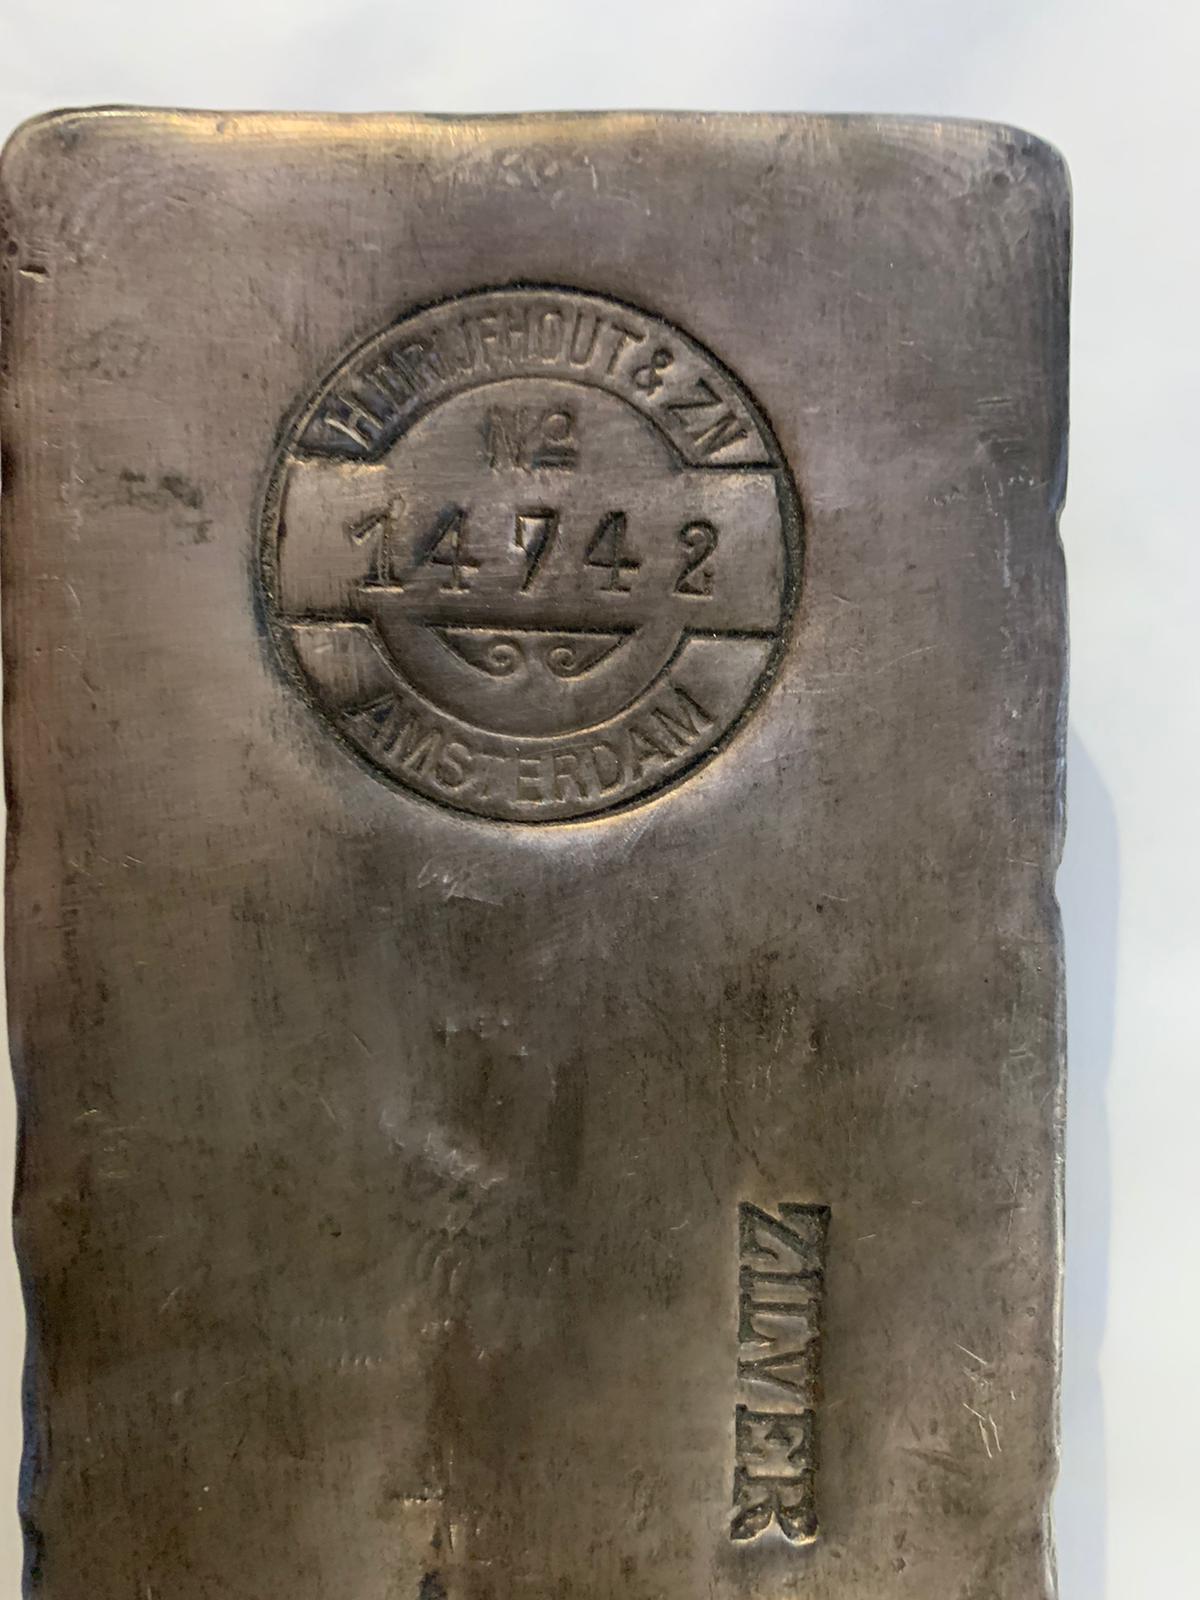 H. DRIJFHOUT & ZN
No
14742
AMSTERDAM
ZILVER